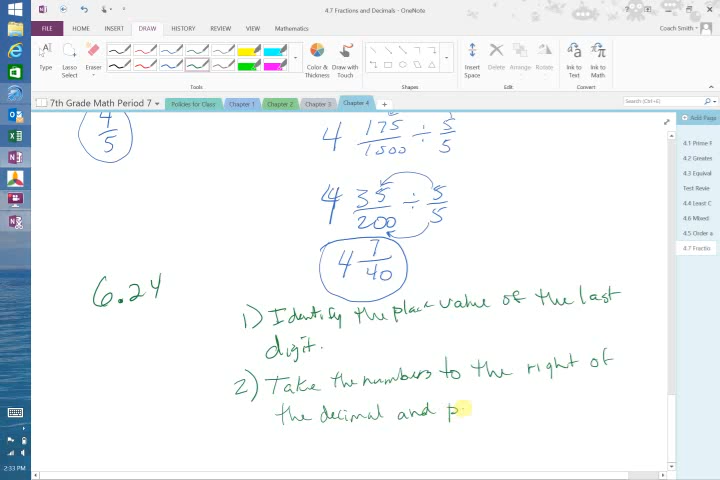 4.7 Fractions and Decimals - OneNote
FILE HOME INSERT DRAW HISTORY REVIEW VIEW Mathematics
Coach Smith
Type Lasso Select Eraser
Color & Thickness Draw with Touch
Insert Space Delete Arrange Rotate
Ink to Text Ink to Math
Tools Shapes Edit Convert
7th Grade Math Period 7 Policies for Class Chapter 1 Chapter 2 Chapter 3 Chapter 4 +
Search (Ctrl+E)
Add Page
4.1 Prime F
4.2 Greates
4.3 Equival
Test Revie
4.4 Least C
4.6 Mixed
4.5 Order a
4.7 Fractio
4/5
4 175/1000 ÷ 5/5
4 35/200 ÷ 5/5
4 7/40
6.24
1) Identify the place value of the last
digit.
2) Take the numbers to the right of
the decimal and p
2:33 PM